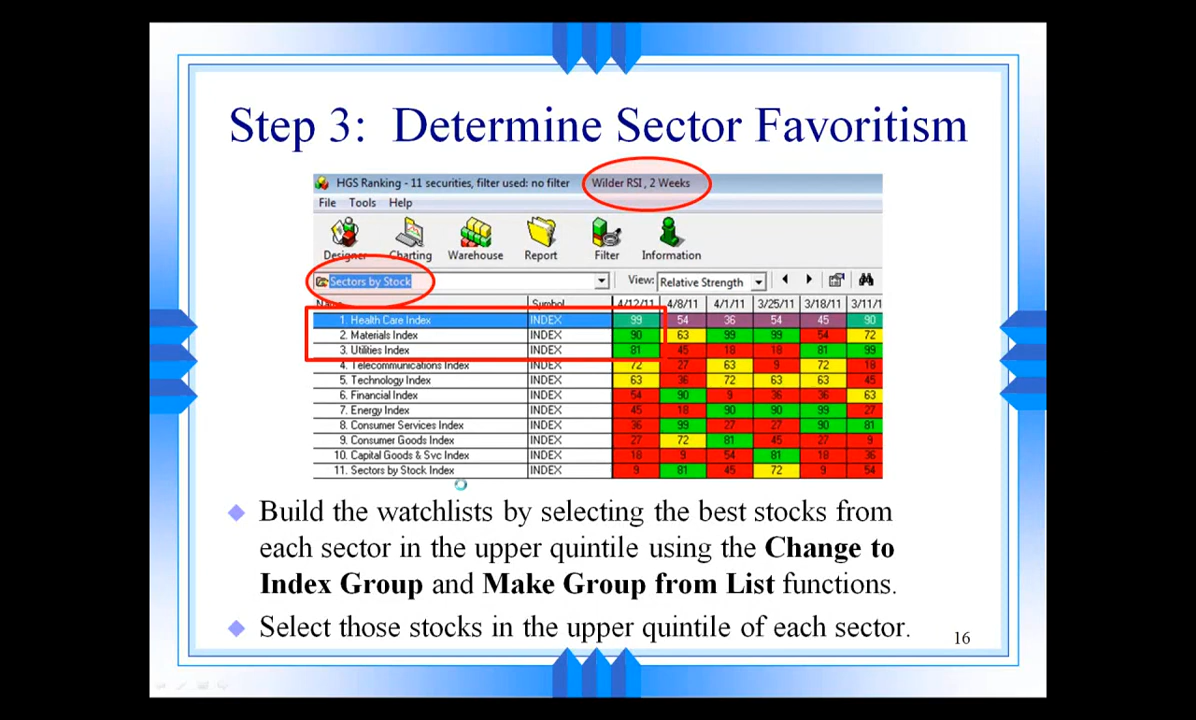 Step 3: Determine Sector Favoritism
HGS Ranking - 11 securities, filter used: no filter Wilder RSI , 2 Weeks
File Tools Help
Designer Charting Warehouse Report Filter Information
Sectors by Stock View: Relative Strength
Name Symbol 4/12/11 4/8/11 4/1/11 3/25/11 3/18/11 3/11/1
1. Health Care Index INDEX 99 54 36 54 45 90
2. Materials Index INDEX 90 63 99 99 54 72
3. Utilities Index INDEX 81 45 18 18 81 99
4. Telecommunications Index INDEX 72 27 63 9 72 18
5. Technology Index INDEX 63 36 72 63 63 45
6. Financial Index INDEX 54 90 9 36 36 63
7. Energy Index INDEX 45 18 90 90 99 27
8. Consumer Services Index INDEX 36 99 27 27 90 81
9. Consumer Goods Index INDEX 27 72 81 45 27 9
10. Capital Goods & Svc Index INDEX 18 9 54 81 18 36
11. Sectors by Stock Index INDEX 9 81 45 72 9 54
Build the watchlists by selecting the best stocks from
each sector in the upper quintile using the Change to
Index Group and Make Group from List functions.
Select those stocks in the upper quintile of each sector.
16